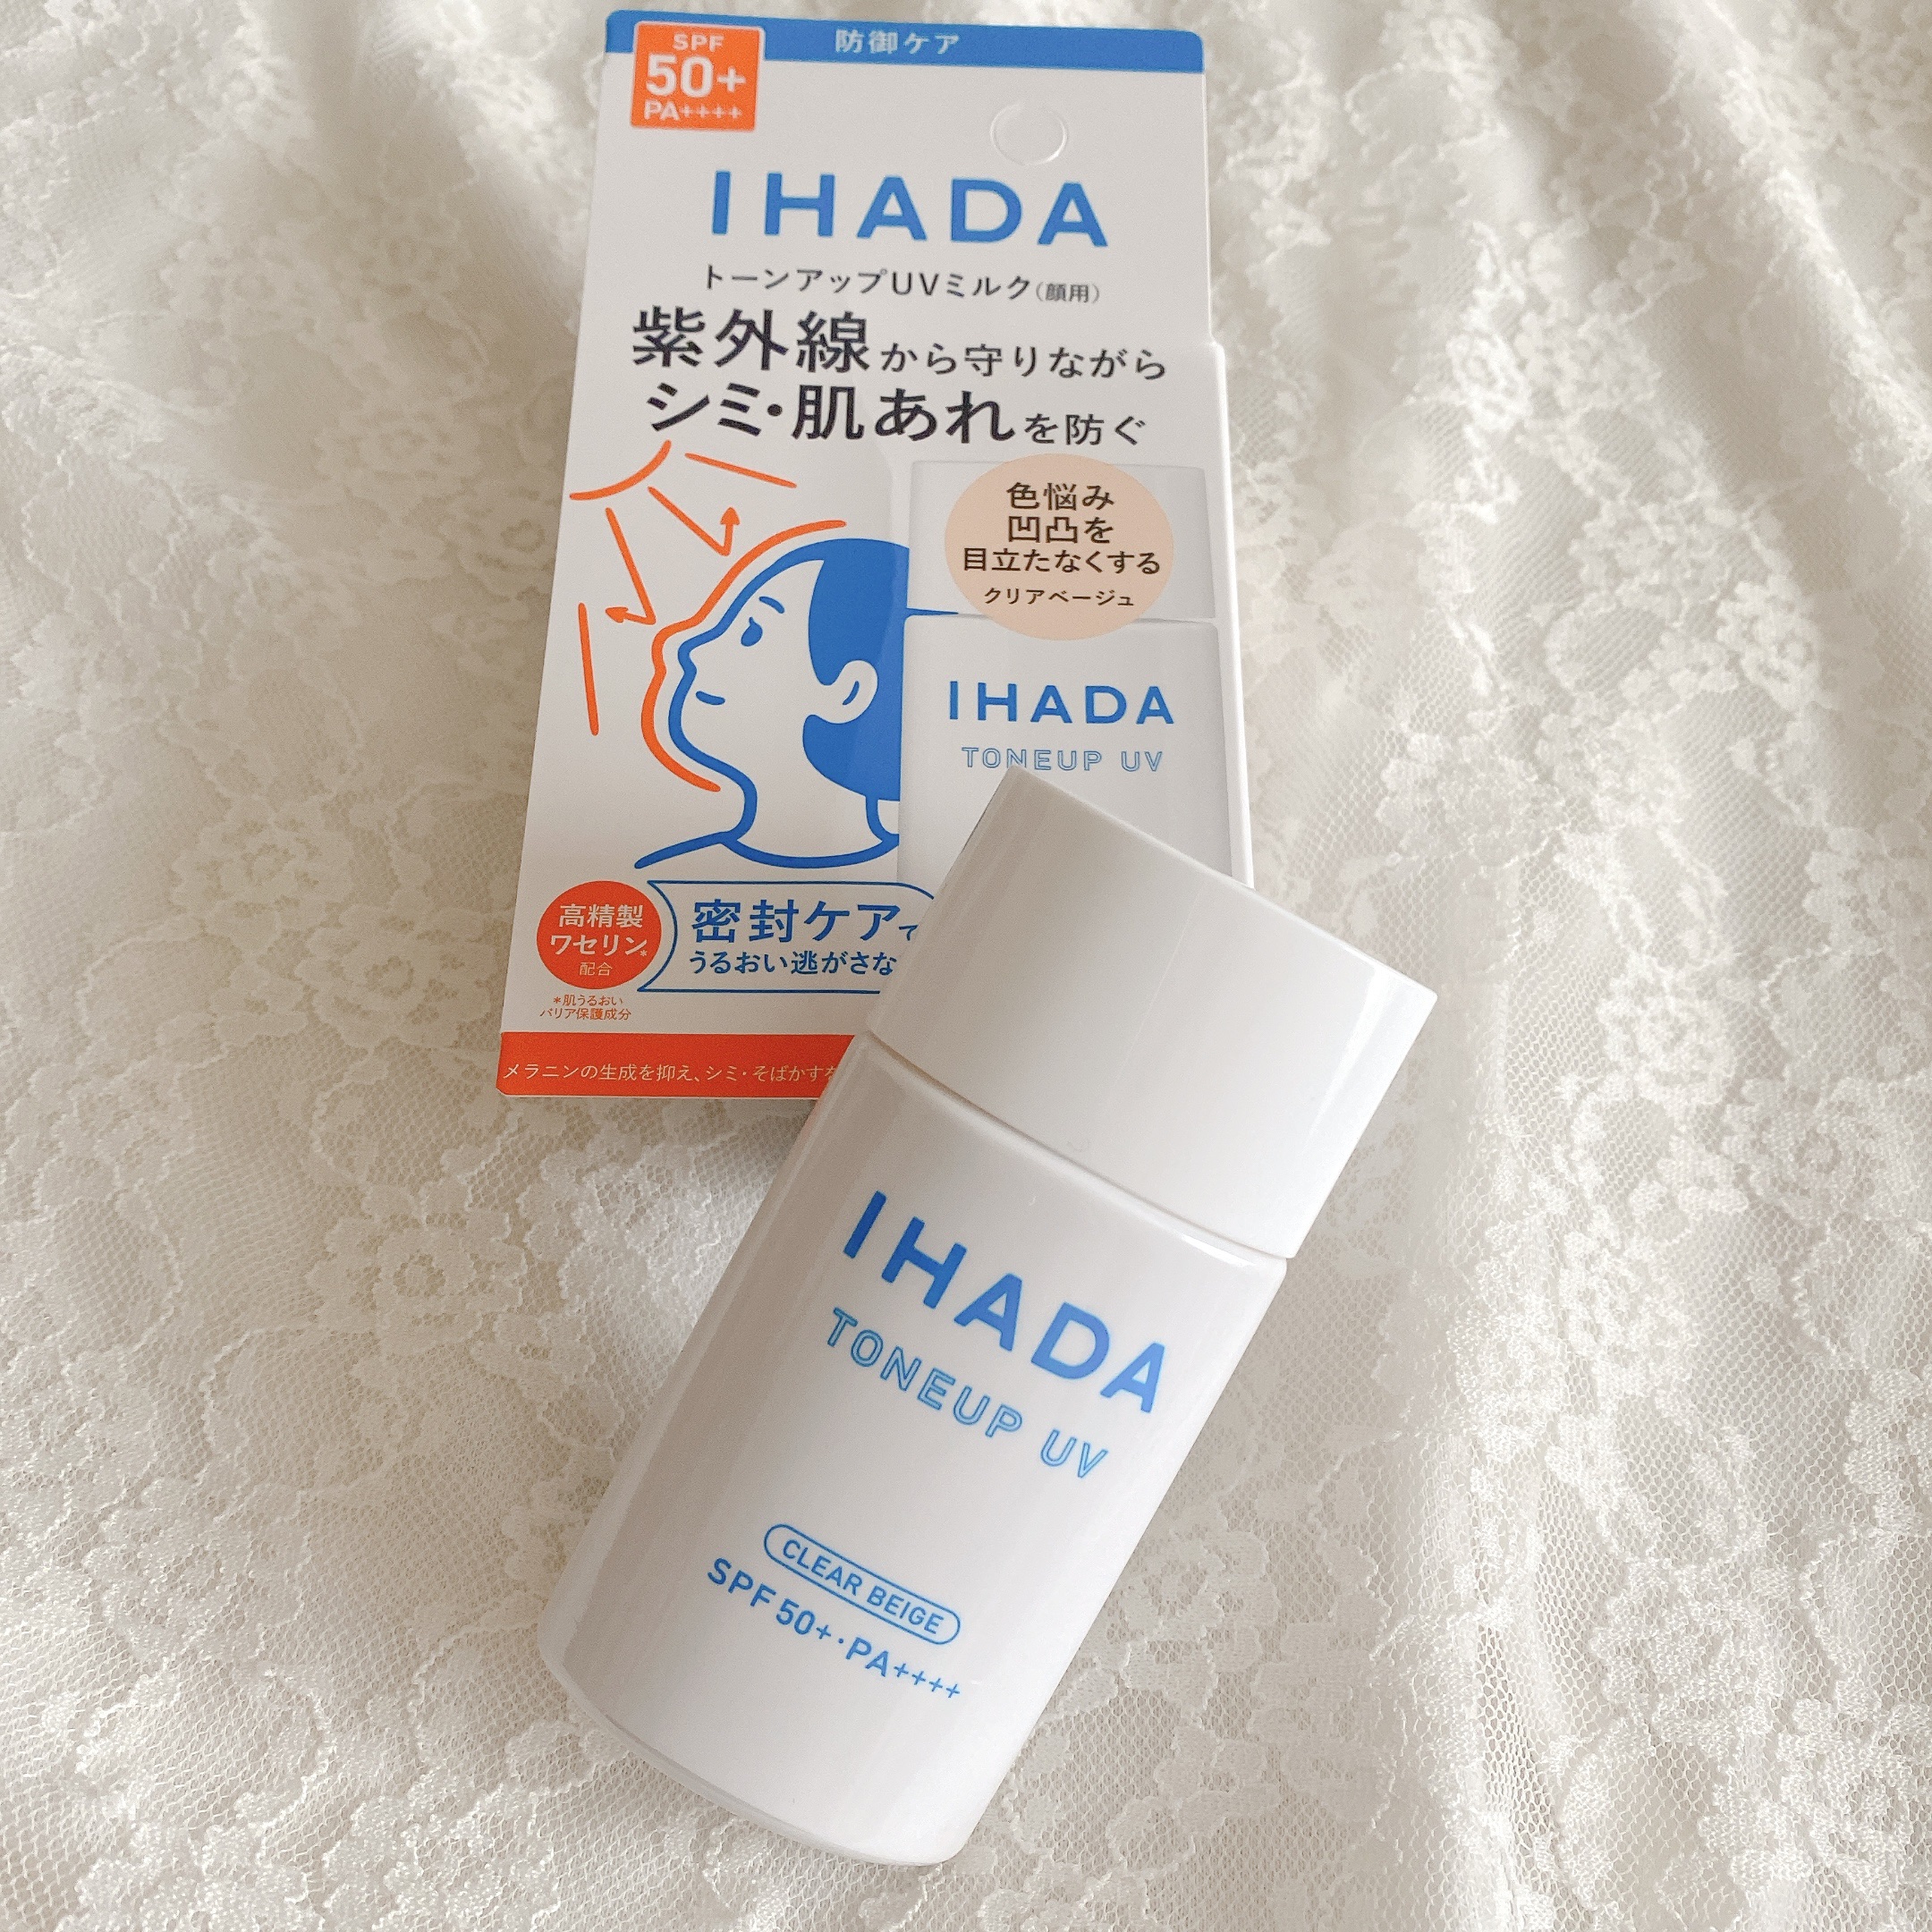 防御ケア
SPF
50+
PA++++
IHADA
トーンアップUVミルク(顔用)
紫外線から守りながら
シミ・肌あれを防ぐ
色悩み
凹凸を
目立たなくする
クリアベージュ
IHADA
TONEUP UV
高精製
ワセリン*
配合
密封ケアで
うるおい逃がさな
*肌うるおい
バリア保護成分
メラニンの生成を抑え、シミ・そばかすを
IHADA
TONEUP UV
CLEAR BEIGE
SPF50+・PA++++